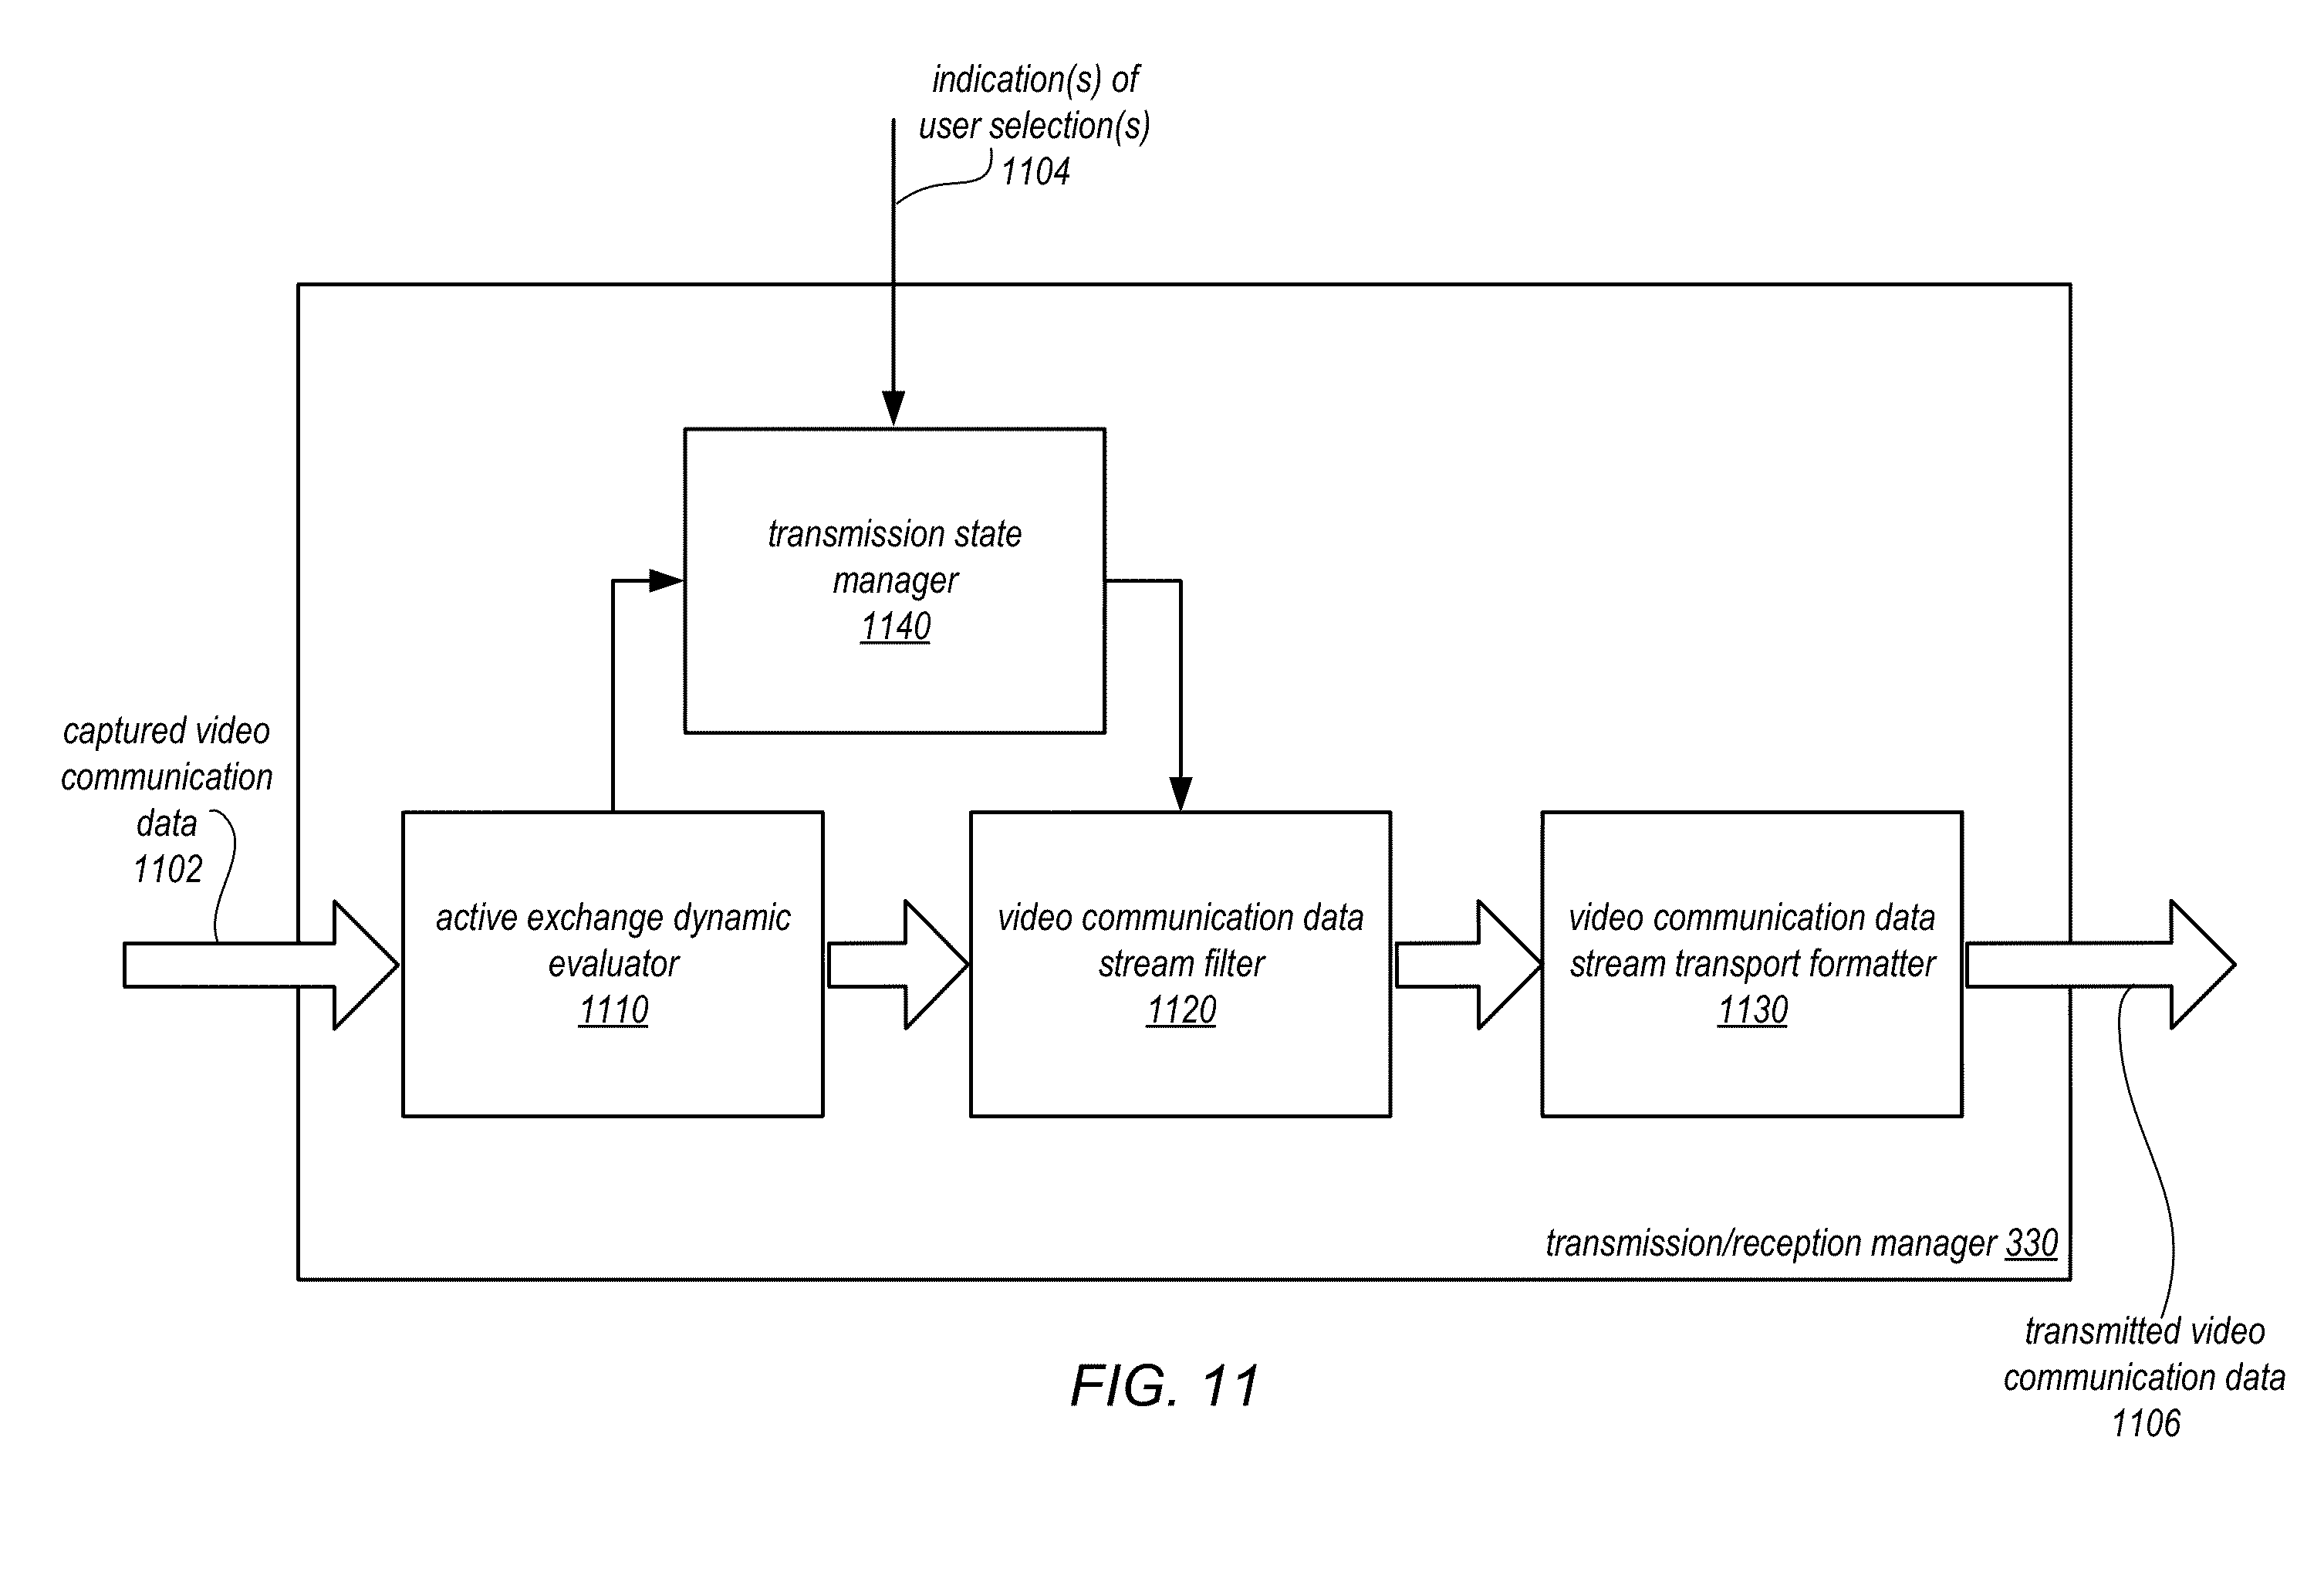 indication(s) of
user selection(s)
1104
transmission state
manager
1140
captured video
communication
data
1102
active exchange dynamic
evaluator
1110
video communication data
stream filter
1120
video communication data
stream transport formatter
1130
transmission/reception manager 330
transmitted video
communication data
1106
FIG. 11